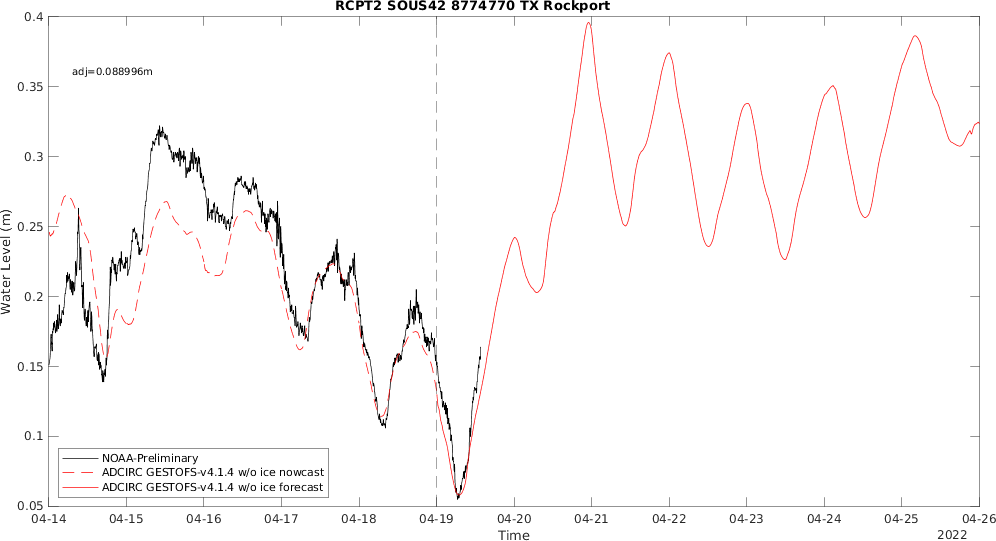 RCPT2 SOUS42 8774770 TX Rockport
0.4
adj=0.088996m
0.35
0.3
0.25
0.2
0.15
0.1
0.05
Water Level (m)
NOAA-Preliminary
ADCIRC GESTOFS-v4.1.4 w/o ice nowcast
ADCIRC GESTOFS-v4.1.4 w/o ice forecast
04-14 04-15 04-16 04-17 04-18 04-19 04-20 04-21 04-22 04-23 04-24 04-25 04-26
Time
2022